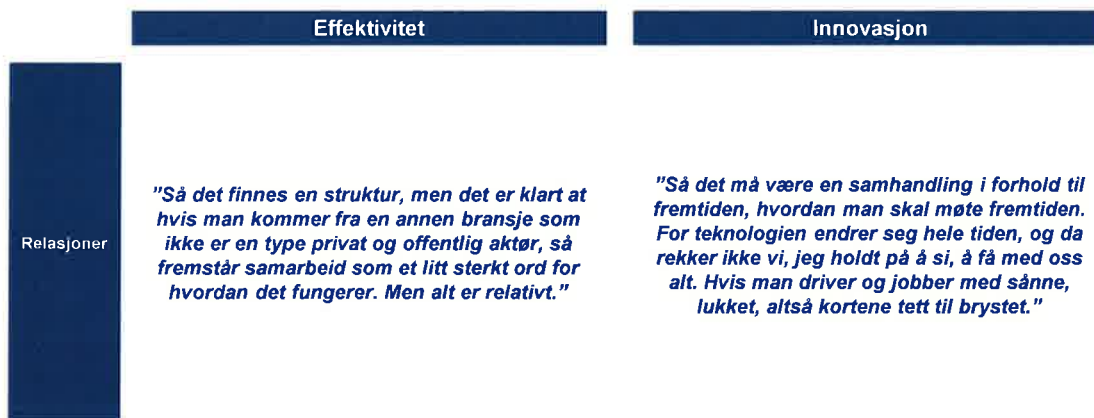 Effektivitet
Innovasjon
Relasjoner
”Så det finnes en struktur, men det er klart at
hvis man kommer fra en annen bransje som
ikke er en type privat og offentlig aktør, så
fremstår samarbeid som et litt sterkt ord for
hvordan det fungerer. Men alt er relativt.”
”Så det må være en samhandling i forhold til
fremtiden, hvordan man skal møte fremtiden.
For teknologien endrer seg hele tiden, og da
rekker ikke vi, jeg holdt på å si, å få med oss
alt. Hvis man driver og jobber med sånne,
lukket, altså kortene tett til brystet.”